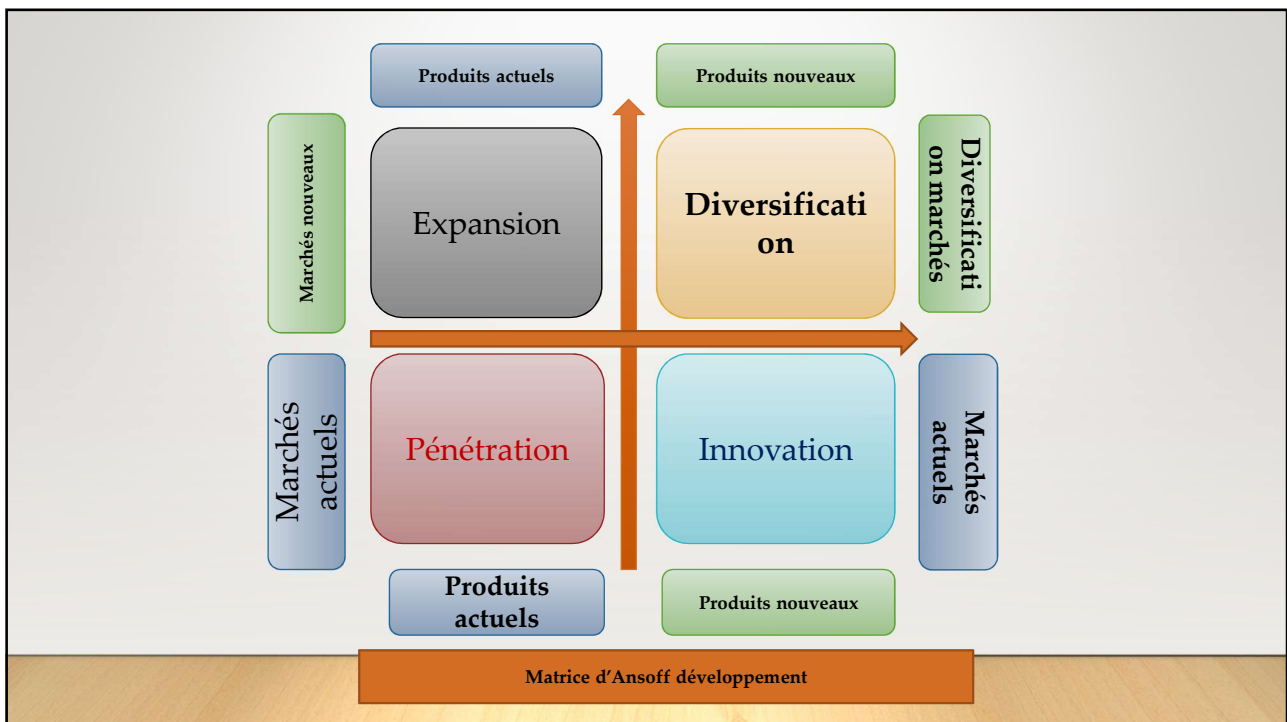 Produits actuels
Produits nouveaux
Marchés nouveaux
Expansion
Diversificati
on
Diversificati
on marchés
Marchés
actuels
Pénétration
Innovation
Marchés
actuels
Produits
actuels
Produits nouveaux
Matrice d’Ansoff développement